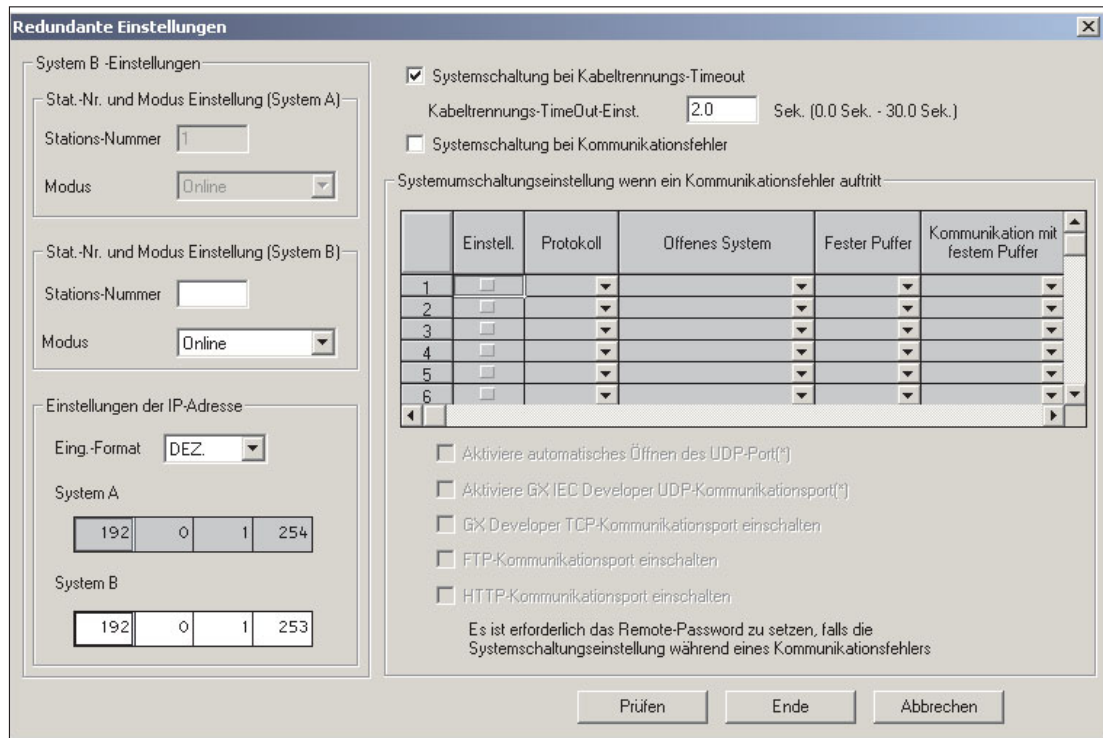 Redundante Einstellungen
System B -Einstellungen
Stat.-Nr. und Modus Einstellung (System A)
Stations-Nummer 1
Modus Online
Stat.-Nr. und Modus Einstellung (System B)
Stations-Nummer
Modus Online
Einstellungen der IP-Adresse
Eing.-Format DEZ.
System A
192 0 1 254
System B
192 0 1 253
Systemschaltung bei Kabeltrennungs-Timeout
Kabeltrennungs-TimeOut-Einst. 2.0 Sek. (0.0 Sek. - 30.0 Sek.)
Systemschaltung bei Kommunikationsfehler
Systemumschaltungseinstellung wenn ein Kommunikationsfehler auftritt
Einstell. Protokoll Offenes System Fester Puffer Kommunikation mit
festem Puffer
1
2
3
4
5
6
Aktiviere automatisches Öffnen des UDP-Port(*)
Aktiviere GX IEC Developer UDP-Kommunikationsport(*)
GX Developer TCP-Kommunikationsport einschalten
FTP-Kommunikationsport einschalten
HTTP-Kommunikationsport einschalten
Es ist erforderlich das Remote-Password zu setzen, falls die
Systemschaltungseinstellung während eines Kommunikationsfehlers
Prüfen Ende Abbrechen